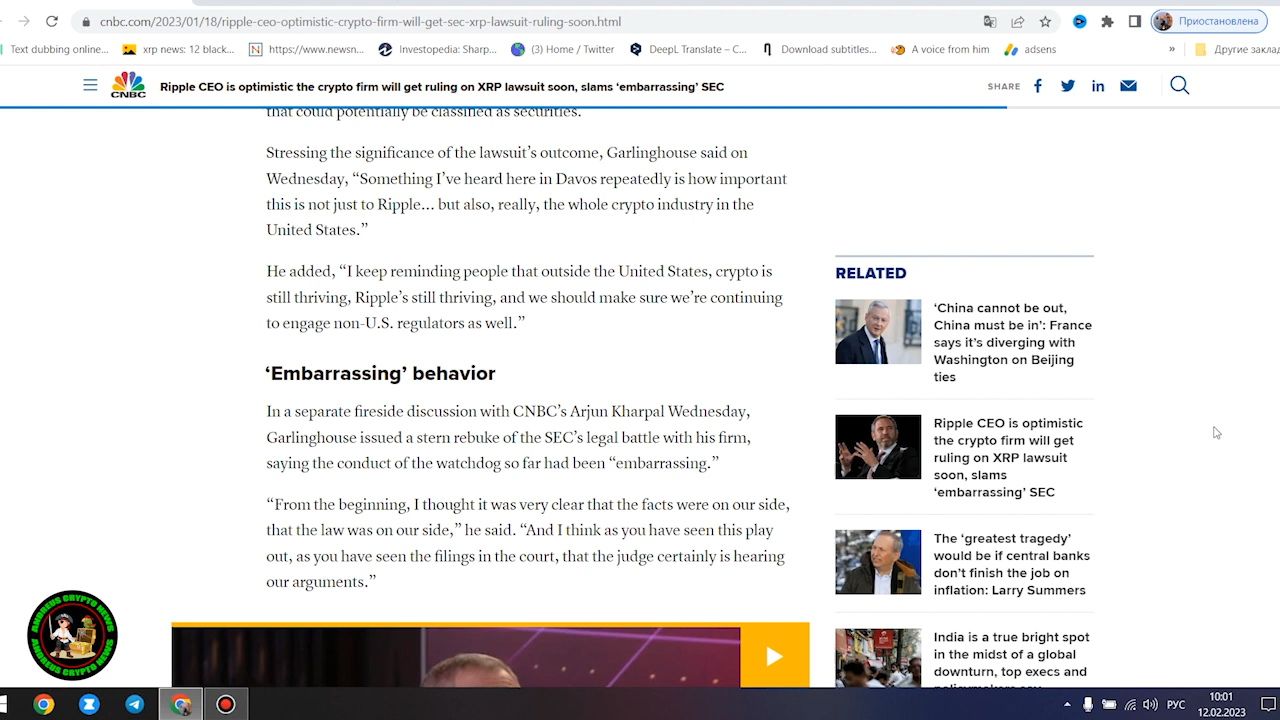 cnbc.com/2023/01/18/ripple-ceo-optimistic-crypto-firm-will-get-sec-xrp-lawsuit-ruling-soon.html
Приостановлена
Text dubbing online...
xrp news: 12 black...
https://www.newsn...
Investopedia: Sharp...
(3) Home / Twitter
DeepL Translate – C...
Download subtitles...
A voice from him
adsens
»
Другие закла
CNBC
Ripple CEO is optimistic the crypto firm will get ruling on XRP lawsuit soon, slams ‘embarrassing’ SEC
SHARE
that could potentially be classified as securities.
Stressing the significance of the lawsuit’s outcome, Garlinghouse said on
Wednesday, “Something I’ve heard here in Davos repeatedly is how important
this is not just to Ripple… but also, really, the whole crypto industry in the
United States.”
He added, “I keep reminding people that outside the United States, crypto is
still thriving, Ripple’s still thriving, and we should make sure we’re continuing
to engage non-U.S. regulators as well.”
‘Embarrassing’ behavior
In a separate fireside discussion with CNBC’s Arjun Kharpal Wednesday,
Garlinghouse issued a stern rebuke of the SEC’s legal battle with his firm,
saying the conduct of the watchdog so far had been “embarrassing.”
“From the beginning, I thought it was very clear that the facts were on our side,
that the law was on our side,” he said. “And I think as you have seen this play
out, as you have seen the filings in the court, that the judge certainly is hearing
our arguments.”
RELATED
‘China cannot be out,
China must be in’: France
says it’s diverging with
Washington on Beijing
ties
Ripple CEO is optimistic
the crypto firm will get
ruling on XRP lawsuit
soon, slams
‘embarrassing’ SEC
The ‘greatest tragedy’
would be if central banks
don’t finish the job on
inflation: Larry Summers
India is a true bright spot
in the midst of a global
downturn, top execs and
ANDREUS CRYPTO NEWS
ANDREUS CRYPTO NEWS
РУС
10:01
12.02.2023